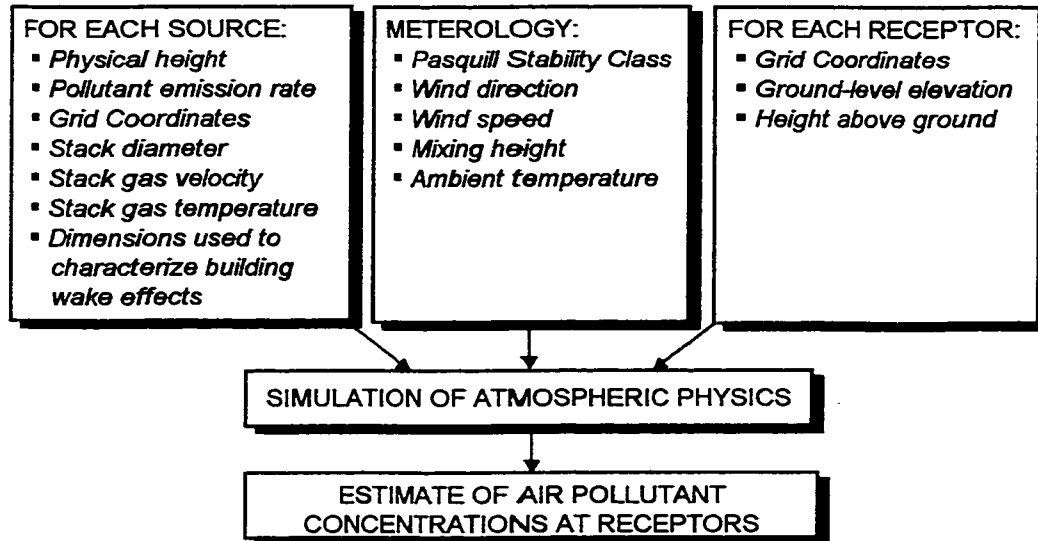 FOR EACH SOURCE:
▪ Physical height
▪ Pollutant emission rate
▪ Grid Coordinates
▪ Stack diameter
▪ Stack gas velocity
▪ Stack gas temperature
▪ Dimensions used to
characterize building
wake effects
METEROLOGY:
▪ Pasquill Stability Class
▪ Wind direction
▪ Wind speed
▪ Mixing height
▪ Ambient temperature
FOR EACH RECEPTOR:
▪ Grid Coordinates
▪ Ground-level elevation
▪ Height above ground
SIMULATION OF ATMOSPHERIC PHYSICS
ESTIMATE OF AIR POLLUTANT
CONCENTRATIONS AT RECEPTORS